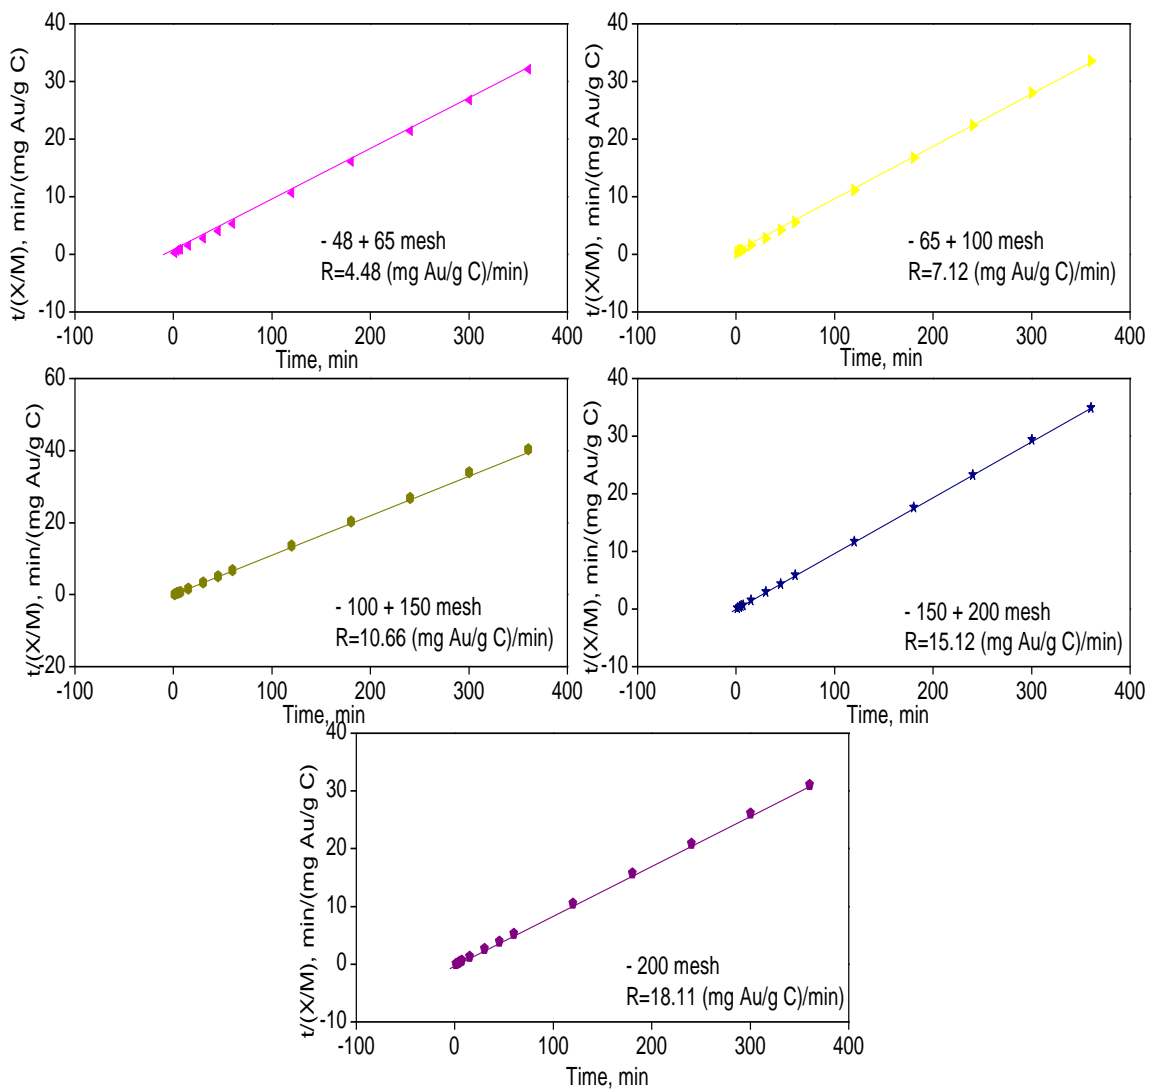 40
30
20
10
0
-10
t/(X/M), min/(mg Au/g C)
- 48 + 65 mesh
R=4.48 (mg Au/g C)/min)
-100 0 100 200 300 400
Time, min
40
30
20
10
0
-10
t/(X/M), min/(mg Au/g C)
- 65 + 100 mesh
R=7.12 (mg Au/g C)/min)
-100 0 100 200 300 400
Time, min
60
40
20
0
-20
t/(X/M), min/(mg Au/g C)
- 100 + 150 mesh
R=10.66 (mg Au/g C)/min)
-100 0 100 200 300 400
Time, min
40
30
20
10
0
-10
t/(X/M), min/(mg Au/g C)
- 150 + 200 mesh
R=15.12 (mg Au/g C)/min)
-100 0 100 200 300 400
Time, min
40
30
20
10
0
-10
t/(X/M), min/(mg Au/g C)
- 200 mesh
R=18.11 (mg Au/g C)/min)
-100 0 100 200 300 400
Time, min